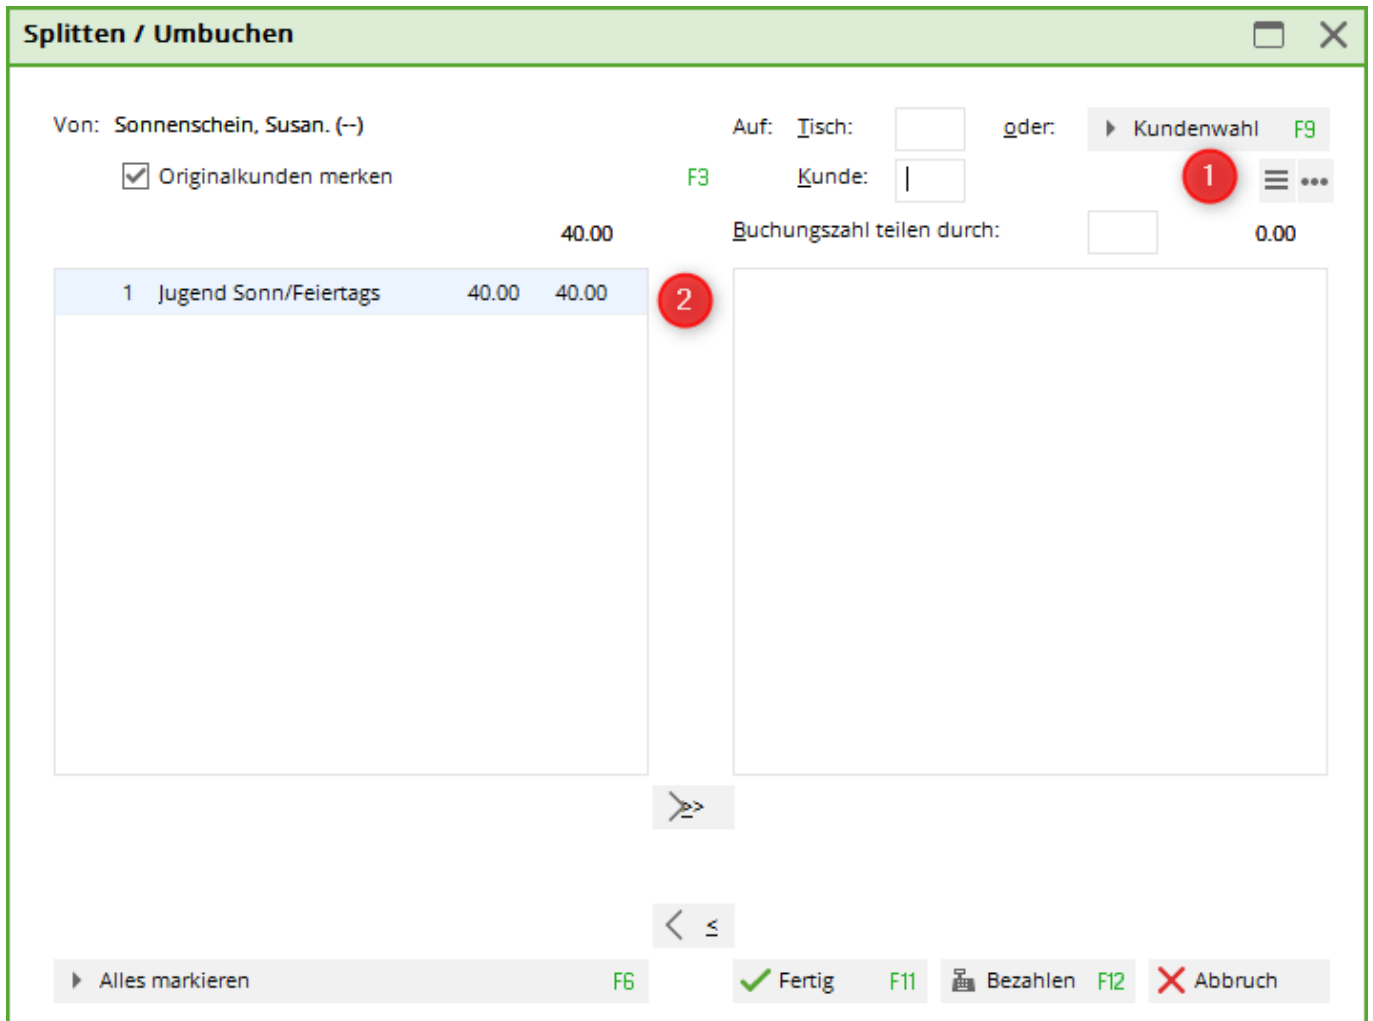 Splitten / Umbuchen
Von: Sonnenschein, Susan. (--) Auf: Tisch: oder: Kundenwahl F9
Originalkunden merken F3 Kunde: 1
40.00 Buchungszahl teilen durch: 0.00
1 Jugend Sonn/Feiertags 40.00 40.00 2
>>
<
Alles markieren F6 Fertig F11 Bezahlen F12 Abbruch